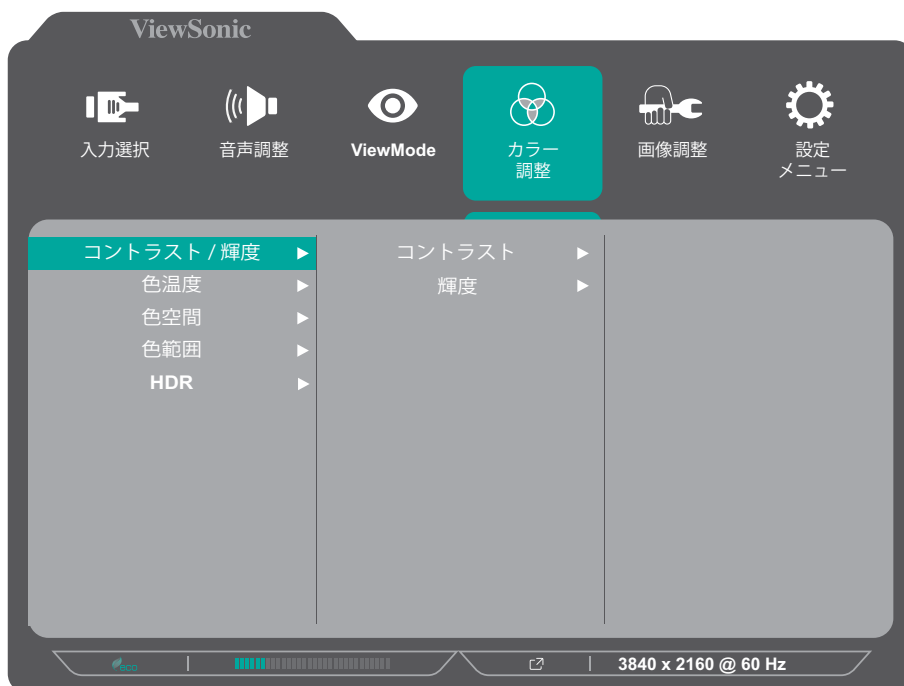 ViewSonic
入力選択
音声調整
ViewMode
カラー
調整
画像調整
設定
メニュー
コントラスト / 輝度 ▶
色温度 ▶
色空間 ▶
色範囲 ▶
HDR ▶
コントラスト ▶
輝度 ▶
eco
3840 x 2160 @ 60 Hz